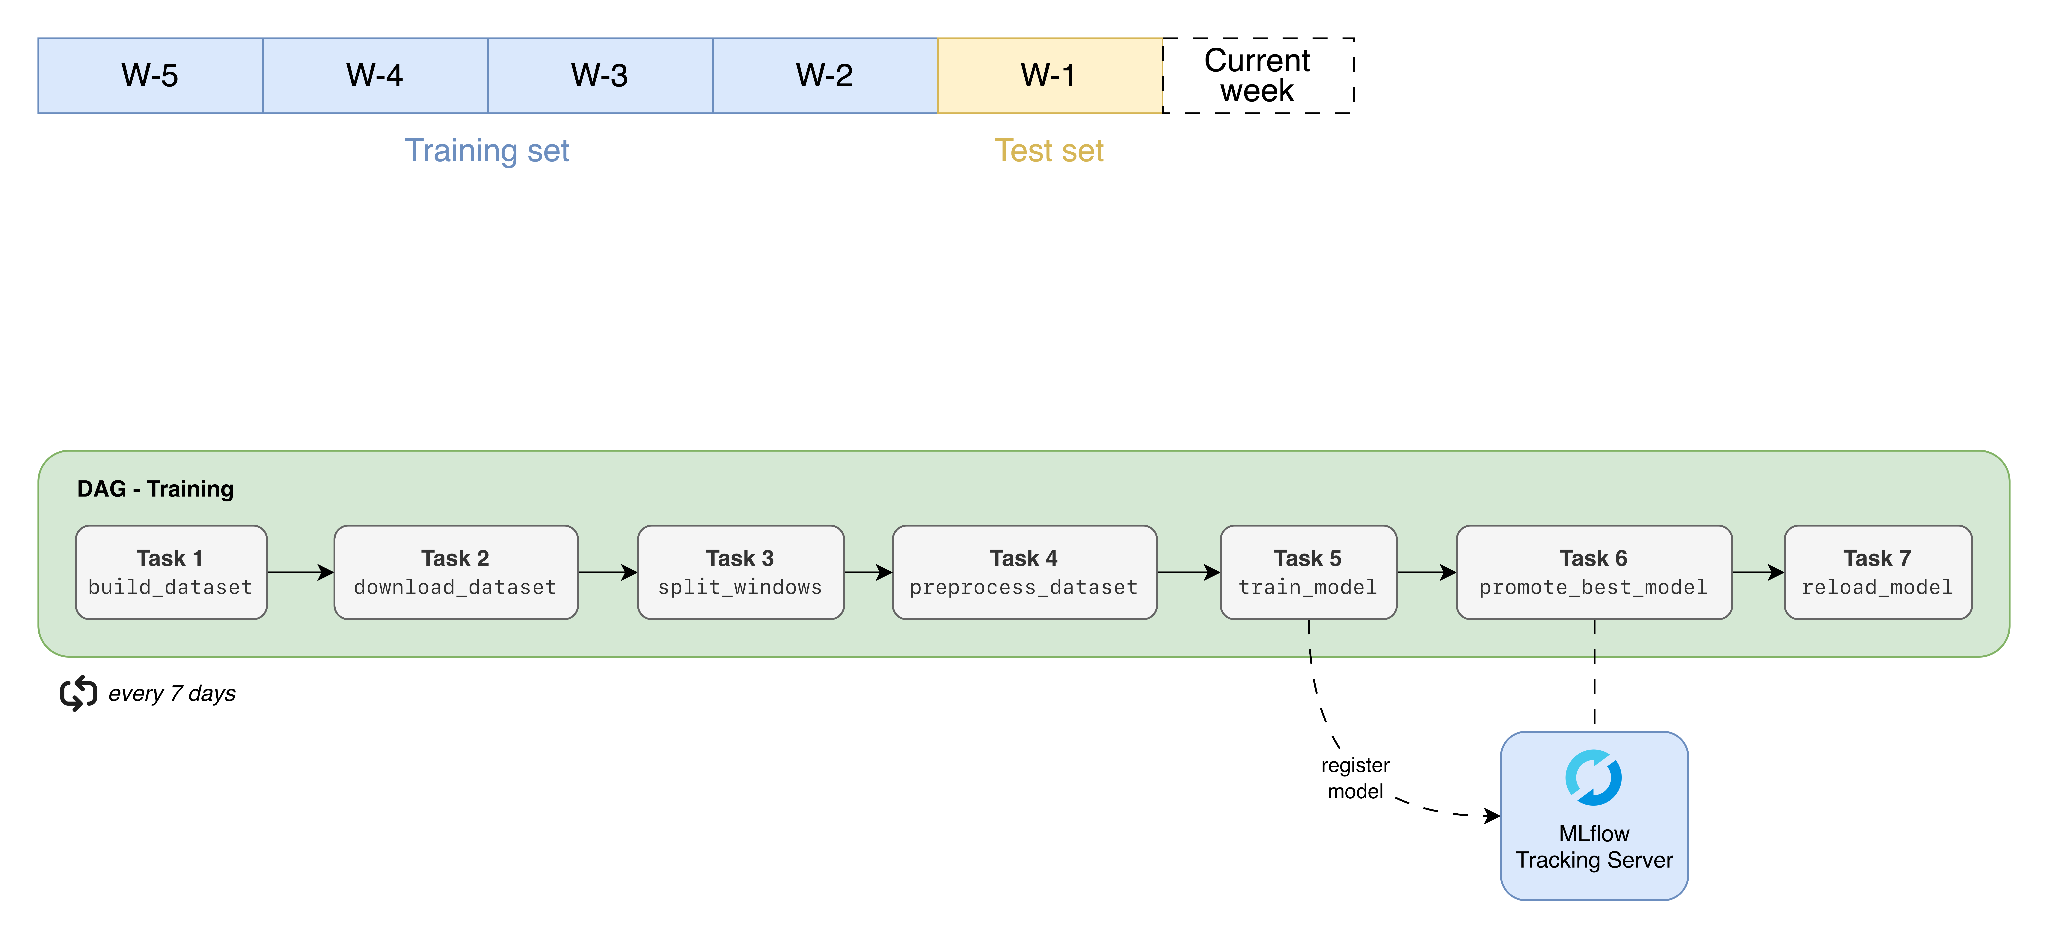 W-5
W-4
W-3
W-2
W-1
Current
week
Training set
Test set
DAG - Training
Task 1
build_dataset
Task 2
download_dataset
Task 3
split_windows
Task 4
preprocess_dataset
Task 5
train_model
Task 6
promote_best_model
Task 7
reload_model
every 7 days
register
model
MLflow
Tracking Server